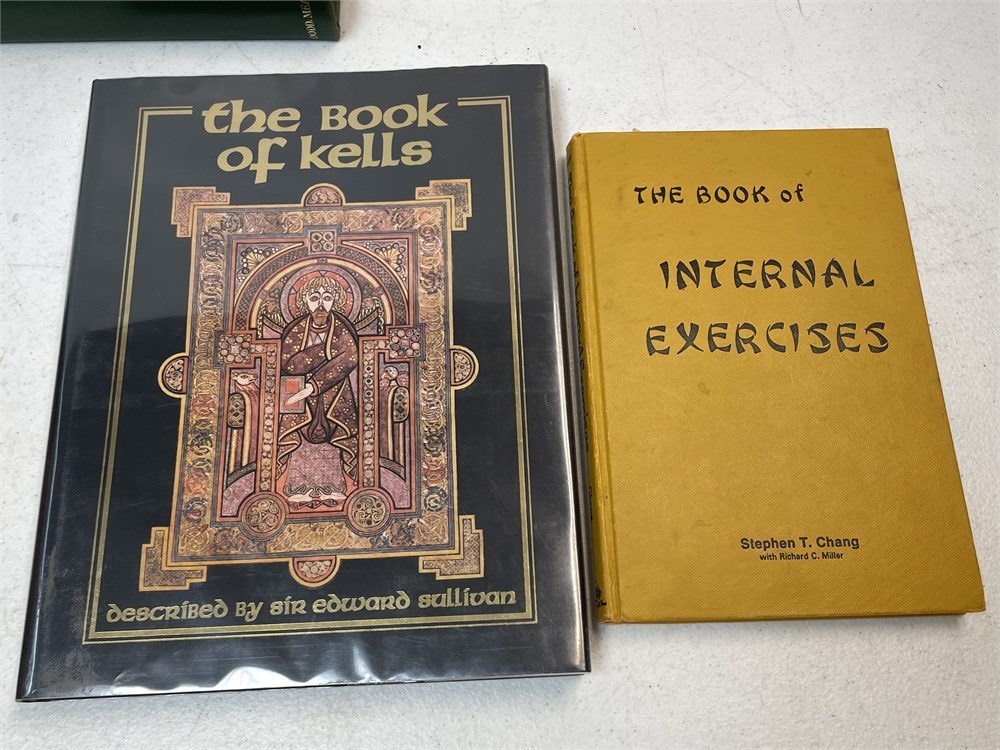 the BOOK
of kells
described by sir edward sullivan
THE BOOK of
INTERNAL
EXERCISES
Stephen T. Chang
with Richard C. Miller